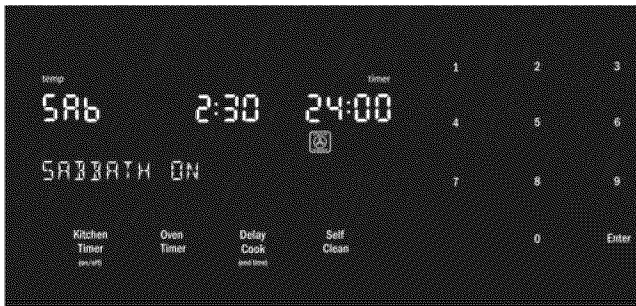 temp timer
SAb 2:30 24:00
SABBATH ON
1 2 3
4 5 6
7 8 9
0 Enter
Kitchen Timer (on/off)
Oven Timer
Delay Cook (end time)
Self Clean